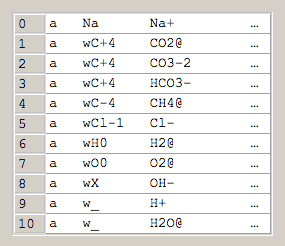 0 a Na Na+ …
1 a wC+4 CO2@ …
2 a wC+4 CO3-2 …
3 a wC+4 HCO3- …
4 a wC-4 CH4@ …
5 a wCl-1 Cl- …
6 a wH0 H2@ …
7 a wO0 O2@ …
8 a wX OH- …
9 a w_ H+ …
10 a w_ H2O@ …